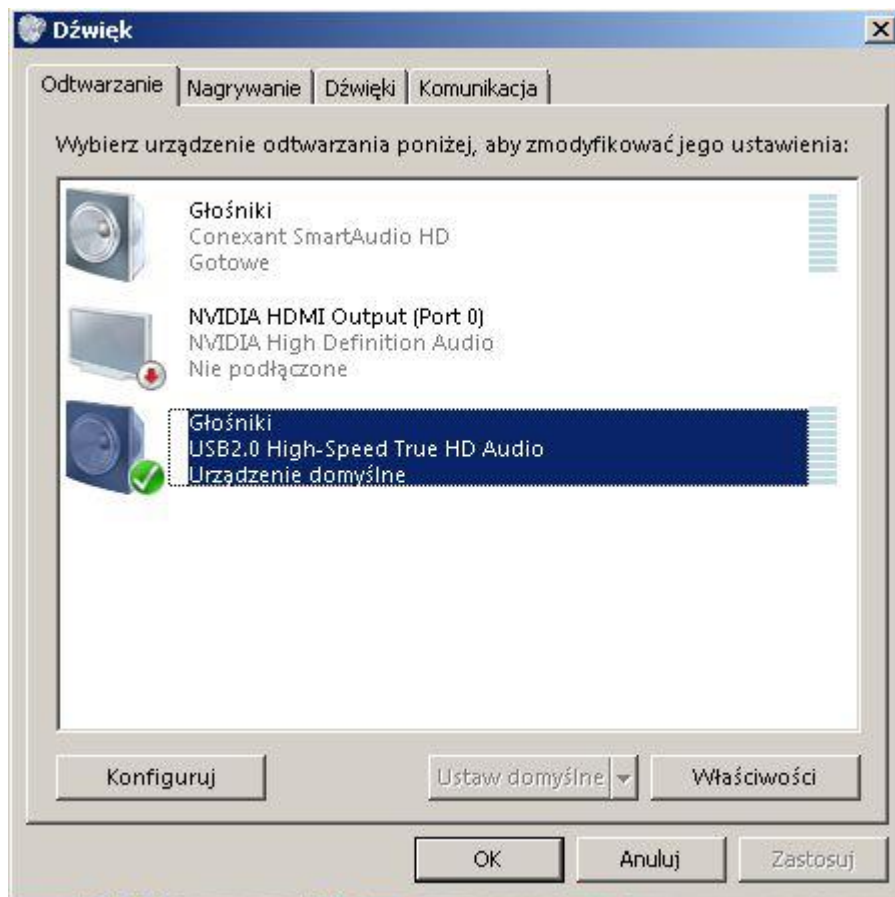 Dźwięk
Odtwarzanie Nagrywanie Dźwięki Komunikacja
Wybierz urządzenie odtwarzania poniżej, aby zmodyfikować jego ustawienia:
Głośniki
Conexant SmartAudio HD
Gotowe
NVIDIA HDMI Output (Port 0)
NVIDIA High Definition Audio
Nie podłączone
Głośniki
USB2.0 High-Speed True HD Audio
Urządzenie domyślne
Konfiguruj Ustaw domyślne Właściwości
OK Anuluj Zastosuj